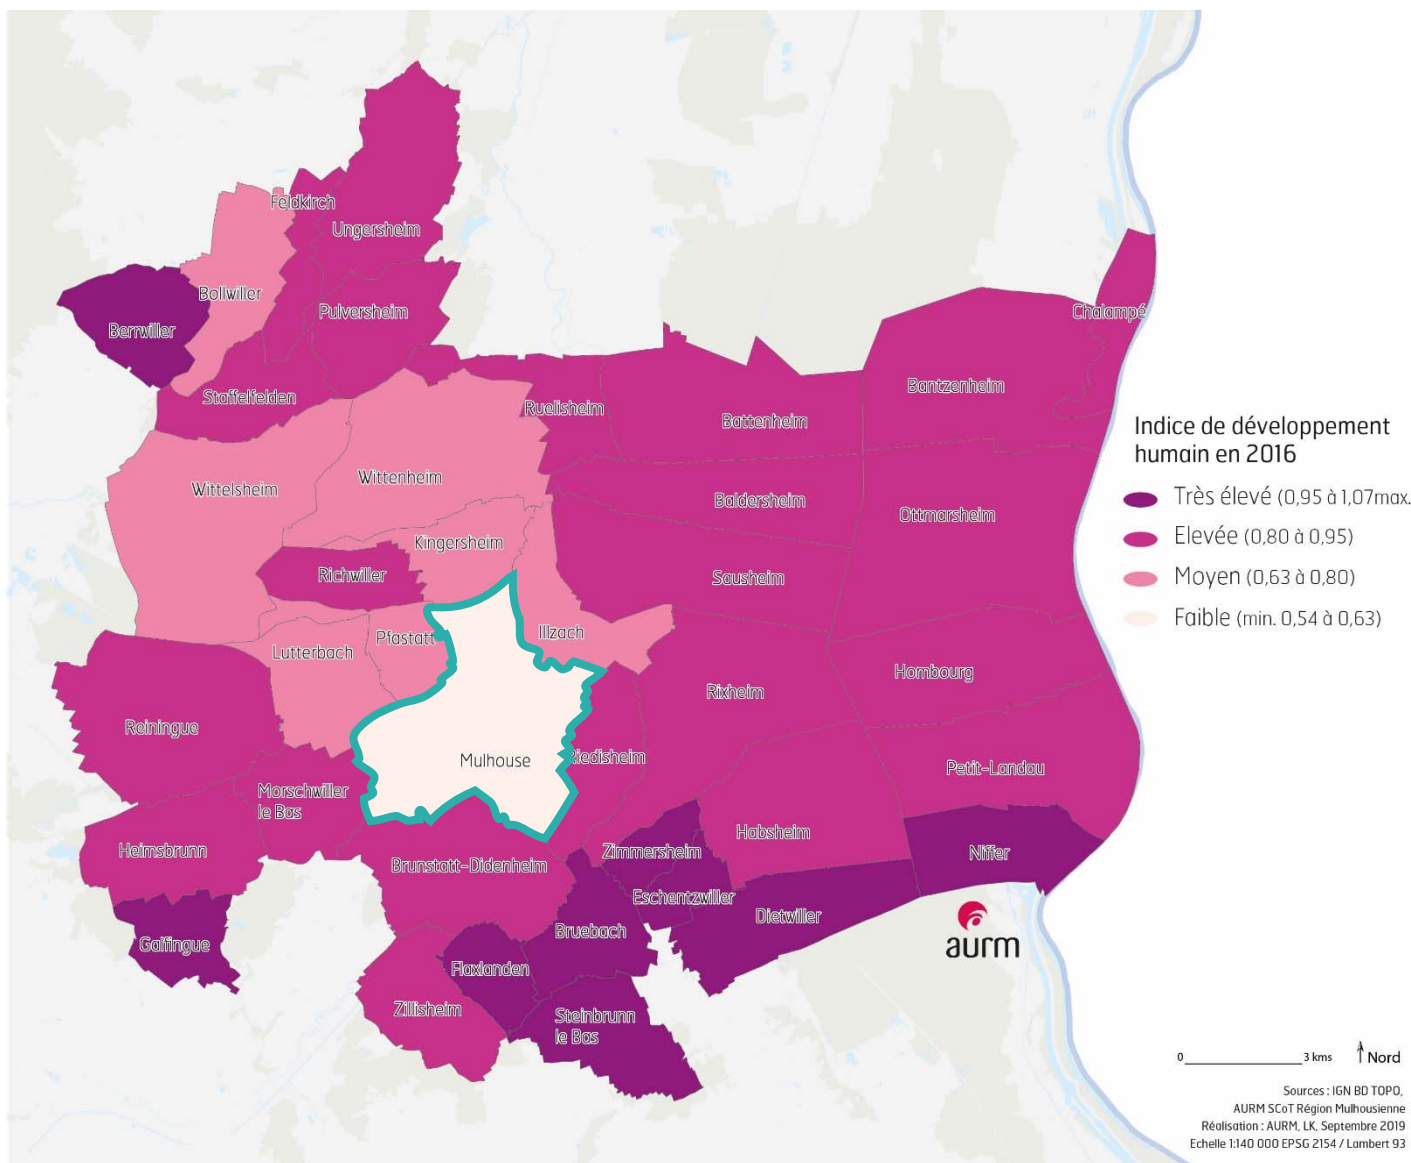 Feldkirch
Ungersheim
Bollwiller
Pulversheim
Berrwiller
Chalampé
Staffelfelden
Ruelisheim
Battenheim
Bantzenheim
Wittelsheim
Wittenheim
Baldersheim
Ottmarsheim
Kingersheim
Richwiller
Sausheim
Pfastatt
Illzach
Lutterbach
Rixheim
Hombourg
Reiningue
Mulhouse
Riedisheim
Petit-Landau
Morschwiller
le Bas
Habsheim
Heimsbrunn
Brunstatt-Didenheim
Zimmersheim
Niffer
Eschentzwiller
Dietwiller
Galfingue
Bruebach
Flaxlanden
Zillisheim
Steinbrunn
le Bas
Indice de développement
humain en 2016
Très élevé (0,95 à 1,07max.
Elevée (0,80 à 0,95)
Moyen (0,63 à 0,80)
Faible (min. 0,54 à 0,63)
aurm
0 3 kms Nord
Sources : IGN BD TOPO,
AURM SCoT Région Mulhousienne
Réalisation : AURM, LK, Septembre 2019
Echelle 1:140 000 EPSG 2154 / Lambert 93